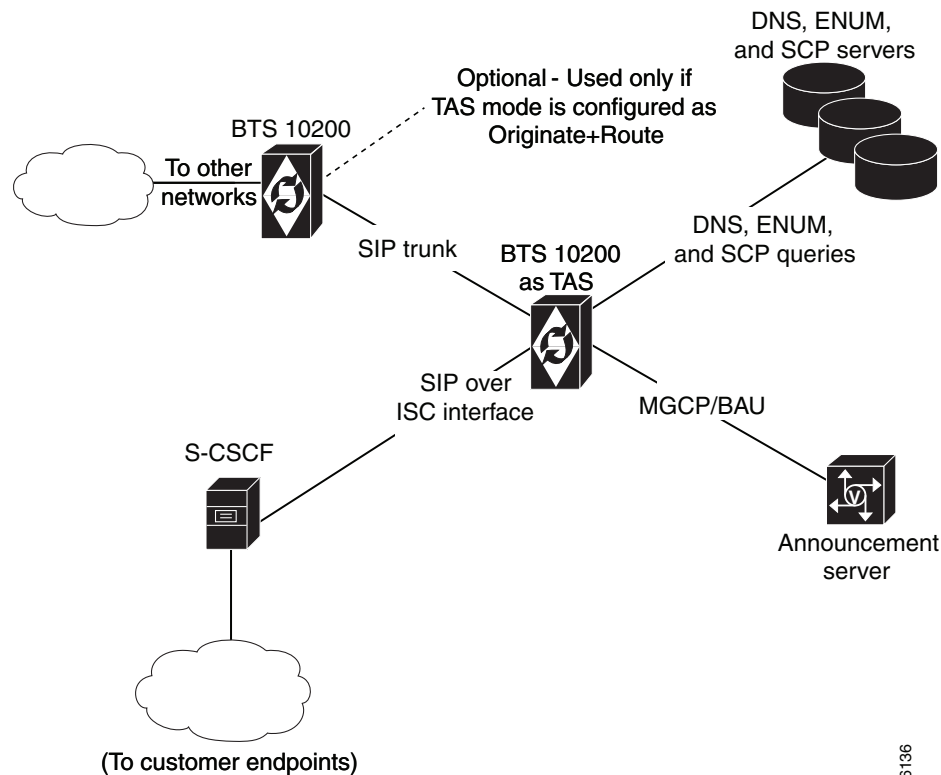 DNS, ENUM,
and SCP servers
Optional - Used only if
TAS mode is configured as
Originate+Route
BTS 10200
To other
networks
SIP trunk
BTS 10200
as TAS
DNS, ENUM,
and SCP queries
SIP over
ISC interface
MGCP/BAU
S-CSCF
V
Announcement
server
(To customer endpoints)